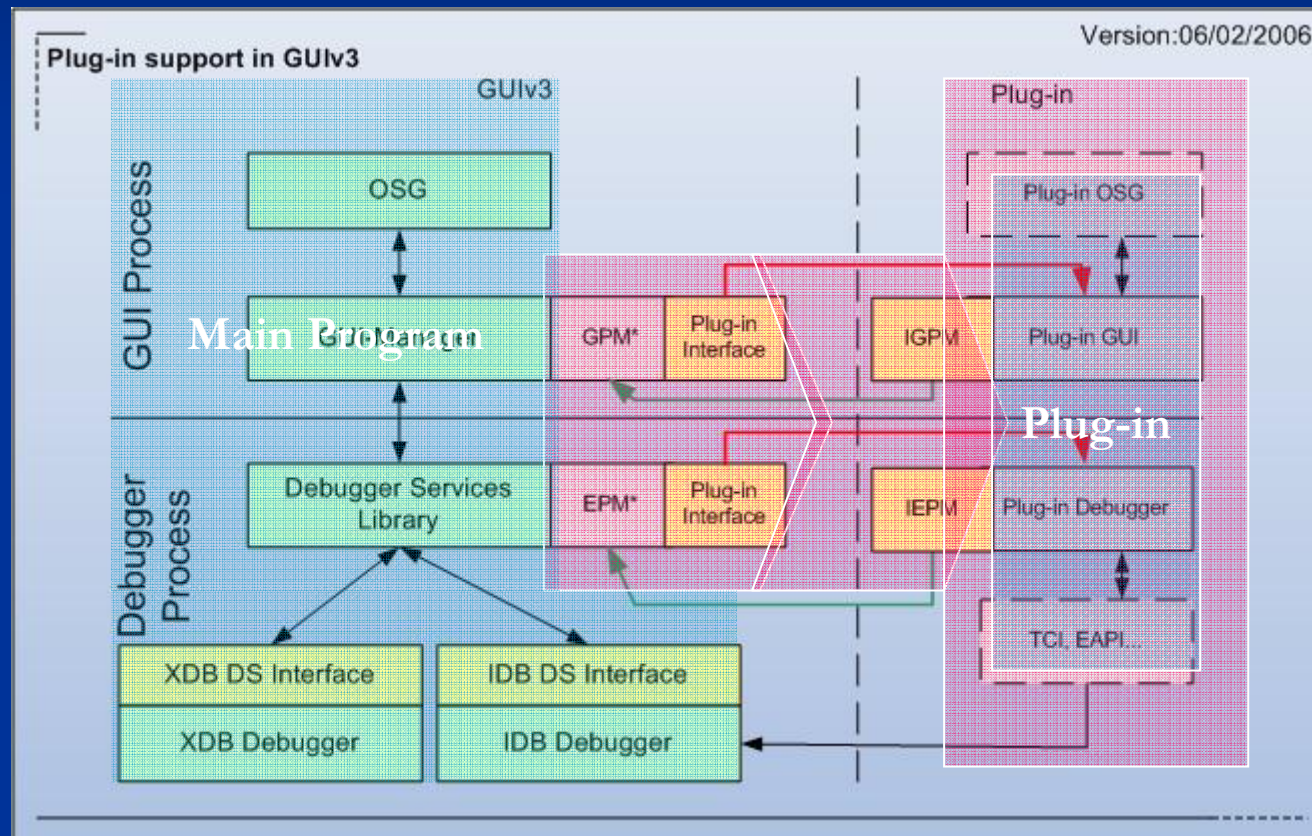 Version:06/02/2006
Plug-in support in GUIv3
GUIv3
Plug-in
GUI Process
OSG
Plug-in OSG
Main Program
GUI-Manager
GPM*
Plug-in
Interface
IGPM
Plug-in GUI
Plug-in
Debugger
Process
Debugger Services
Library
EPM*
Plug-in
Interface
IEPM
Plug-in Debugger
TCI, EAPI...
XDB DS Interface
IDB DS Interface
XDB Debugger
IDB Debugger